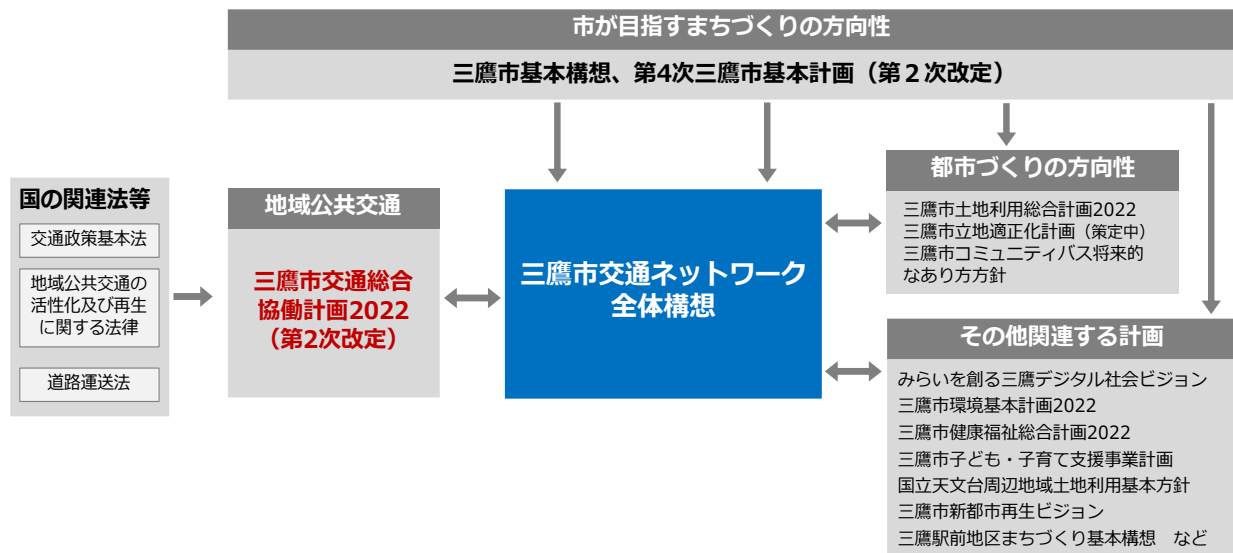 市が目指すまちづくりの方向性
三鷹市基本構想、第4次三鷹市基本計画（第２次改定）
国の関連法等
交通政策基本法
地域公共交通の
活性化及び再生
に関する法律
道路運送法
地域公共交通
三鷹市交通総合
協働計画2022
（第2次改定）
三鷹市交通ネットワーク
全体構想
都市づくりの方向性
三鷹市土地利用総合計画2022
三鷹市立地適正化計画（策定中）
三鷹市コミュニティバス将来的
なあり方方針
その他関連する計画
みらいを創る三鷹デジタル社会ビジョン
三鷹市環境基本計画2022
三鷹市健康福祉総合計画2022
三鷹市子ども・子育て支援事業計画
国立天文台周辺地域土地利用基本方針
三鷹市新都市再生ビジョン
三鷹駅前地区まちづくり基本構想　など